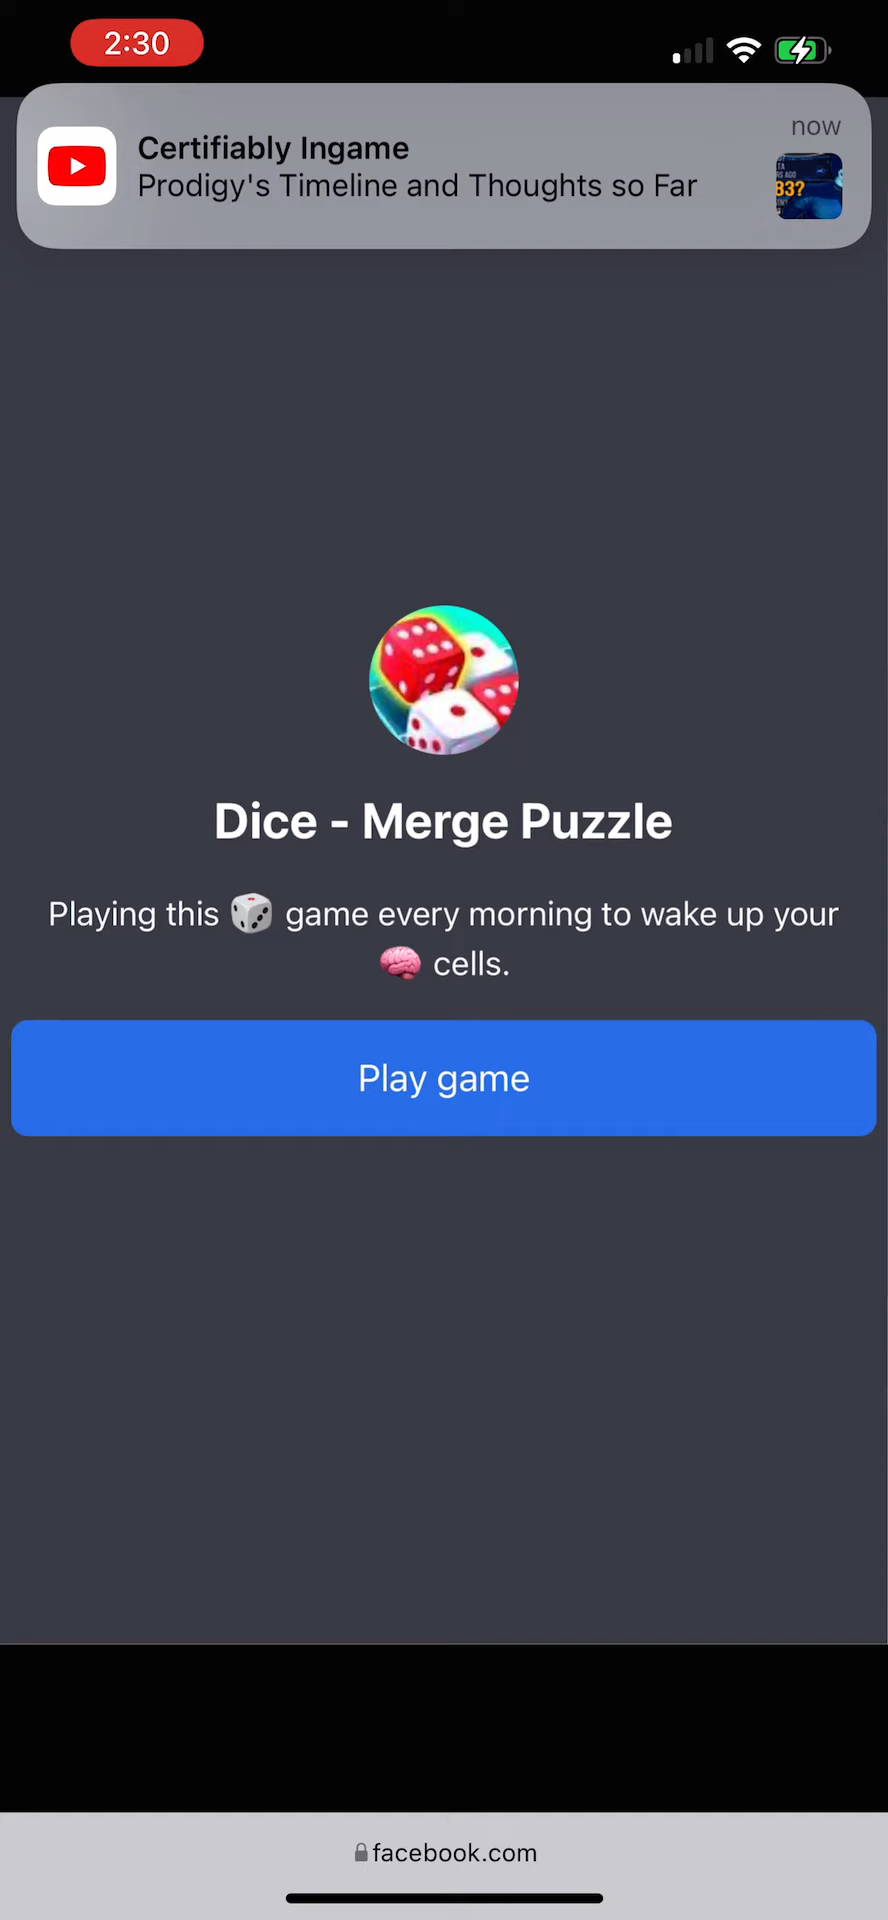 2:30
now
Certifiably Ingame
Prodigy's Timeline and Thoughts so Far
83?
Dice - Merge Puzzle
Playing this 🎲 game every morning to wake up your
🧠 cells.
Play game
facebook.com